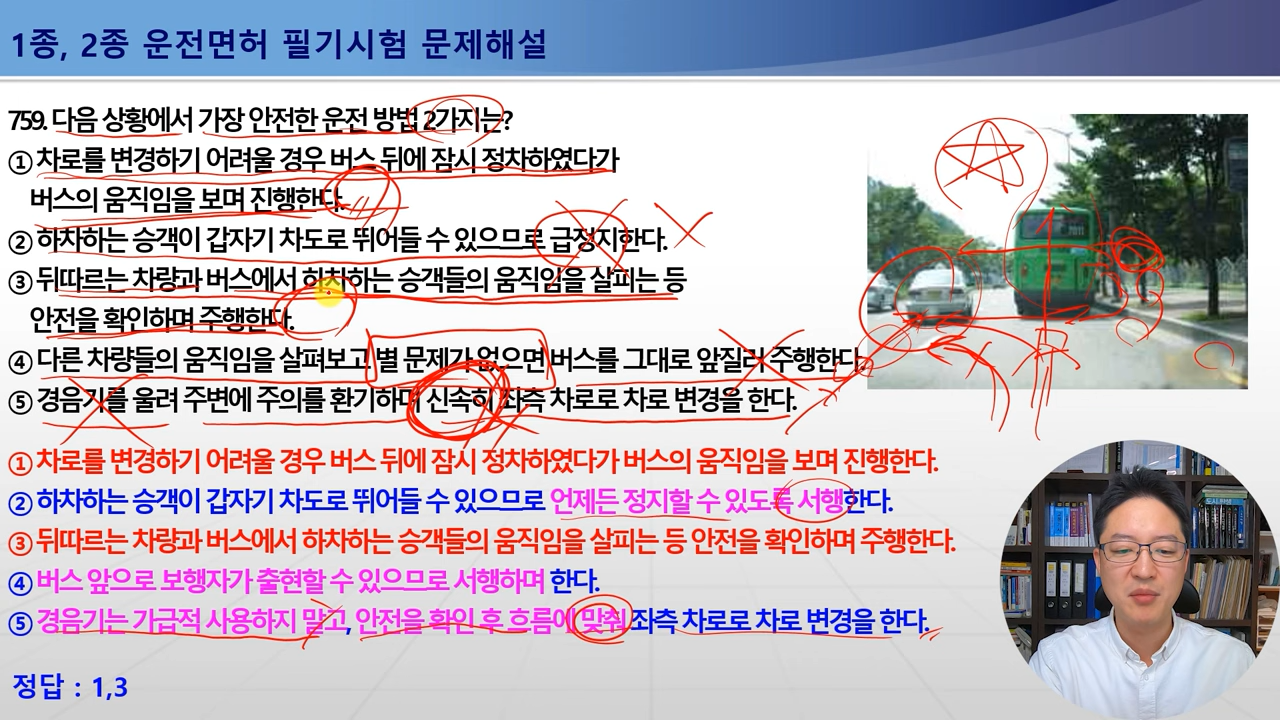 1종, 2종 운전면허 필기시험 문제해설
759. 다음 상황에서 가장 안전한 운전 방법 2가지는?
① 차로를 변경하기 어려울 경우 버스 뒤에 잠시 정차하였다가
버스의 움직임을 보며 진행한다.
② 하차하는 승객이 갑자기 차도로 뛰어들 수 있으므로 급정지한다.
③ 뒤따르는 차량과 버스에서 하차하는 승객들의 움직임을 살피는 등
안전을 확인하며 주행한다.
④ 다른 차량들의 움직임을 살펴보고 별 문제가 없으면 버스를 그대로 앞질러 주행한다.
⑤ 경음기를 울려 주변에 주의를 환기하며 신속히 좌측 차로로 차로 변경을 한다.
① 차로를 변경하기 어려울 경우 버스 뒤에 잠시 정차하였다가 버스의 움직임을 보며 진행한다.
② 하차하는 승객이 갑자기 차도로 뛰어들 수 있으므로 언제든 정지할 수 있도록 서행한다.
③ 뒤따르는 차량과 버스에서 하차하는 승객들의 움직임을 살피는 등 안전을 확인하며 주행한다.
④ 버스 앞으로 보행자가 출현할 수 있으므로 서행하며 한다.
⑤ 경음기는 가급적 사용하지 말고, 안전을 확인 후 흐름에 맞춰 좌측 차로로 차로 변경을 한다.
정답 : 1,3